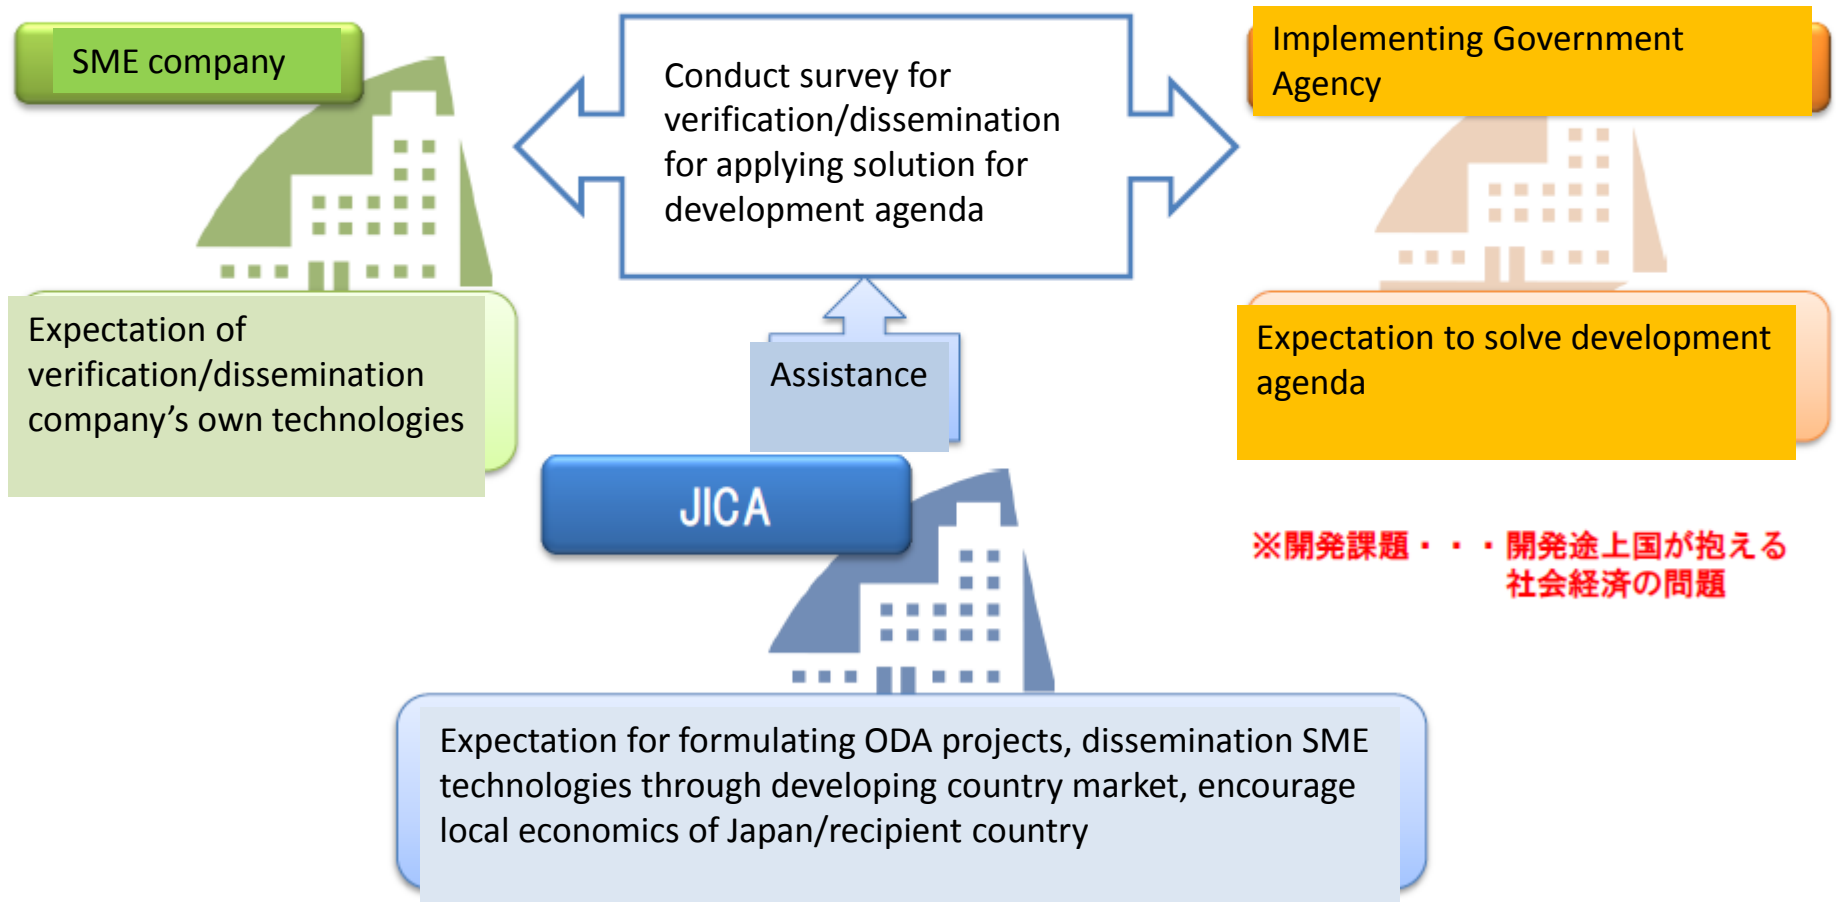 SME company
Conduct survey for
verification/dissemination
for applying solution for
development agenda
Implementing Government
Agency
Expectation of
verification/dissemination
company’s own technologies
Assistance
Expectation to solve development
agenda
JICA
※開発課題・・・開発途上国が抱える
社会経済の問題
Expectation for formulating ODA projects, dissemination SME
technologies through developing country market, encourage
local economics of Japan/recipient country